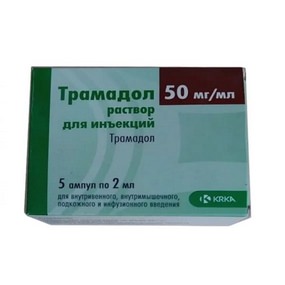 Трамадол 50 мг/мл
раствор
для инъекций
Трамадол
5 ампул по 2 мл
для внутривенного, внутримышечного,
подкожного и инфузионного введения
KRKA